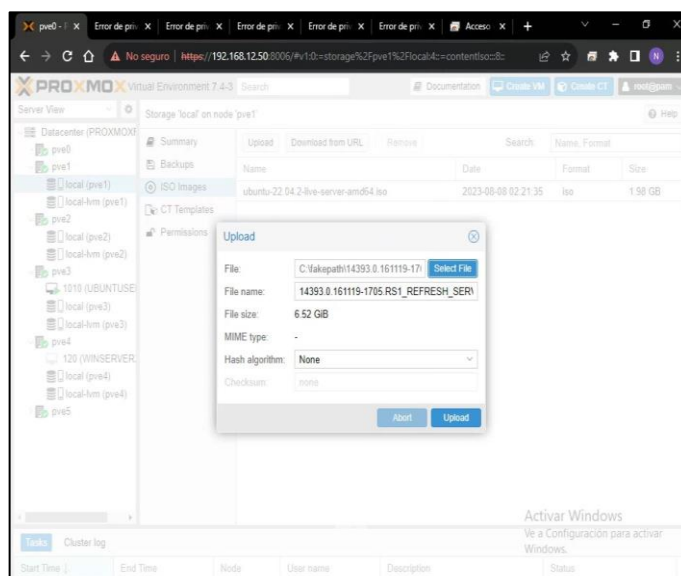 pve0 - P
Error de priv
Error de priv
Error de priv
Error de priv
Error de priv
Acceso
No seguro | https://192.168.12.50:8006/#v1:0:=storage%2Fpve1%2Flocal:4:=contentIso:::8::
N
PROXMOX Virtual Environment 7.4-3 Search
Documentation Create VM Create CT root@pam
Server View
Storage 'local' on node 'pve1'
Help
Datacenter (PROXMOX
pve0
pve1
local (pve1)
local-lvm (pve1)
pve2
local (pve2)
local-lvm (pve2)
pve3
1010 (UBUNTUSE
local (pve3)
local-lvm (pve3)
pve4
120 (WINSERVER
local (pve4)
local-lvm (pve4)
pve5
Summary
Backups
ISO Images
CT Templates
Permissions
Upload Download from URL Remove Search Name, Format
Name Date Format Size
ubuntu-22.04.2-live-server-amd64.iso 2023-08-08 02:21:35 iso 1.98 GB
Upload
File: C:\fakepath\14393.0.161119-17 Select File
File name: 14393.0.161119-1705.RS1_REFRESH_SERV
File size: 6.52 GiB
MIME type: -
Hash algorithm: None
Checksum: none
Abort Upload
Activar Windows
Ve a Configuración para activar
Windows.
Tasks Cluster log
Start Time End Time Node User name Description Status